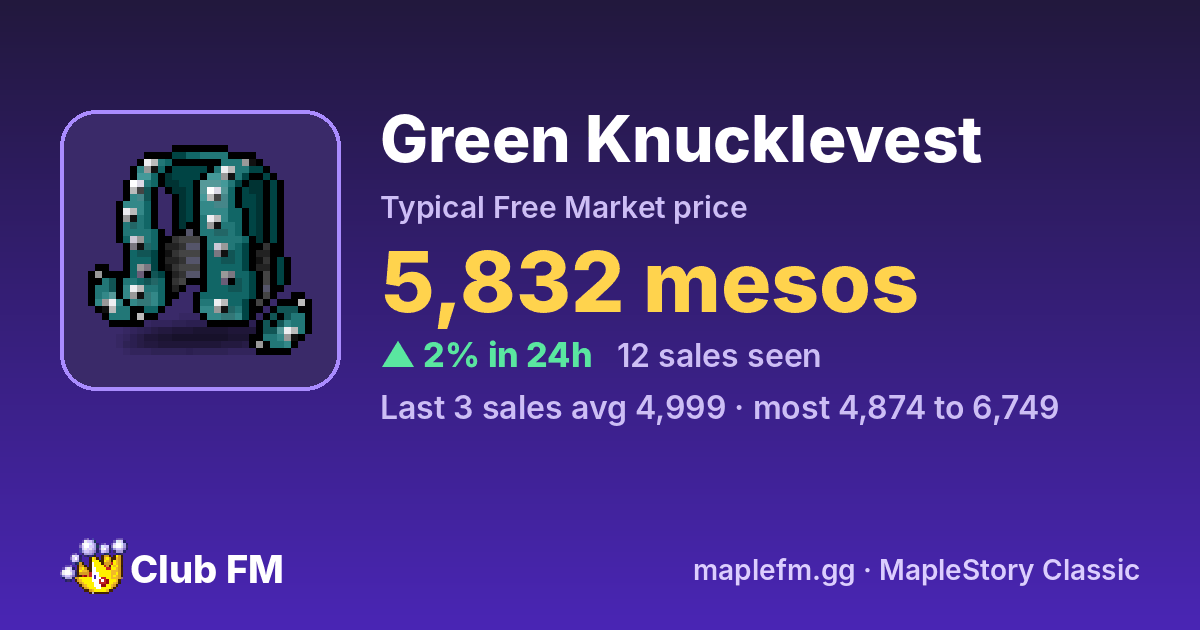 Green Knucklevest
Typical Free Market price
5,832 mesos
▲ 2% in 24h 12 sales seen
Last 3 sales avg 4,999 · most 4,874 to 6,749
Club FM
maplefm.gg · MapleStory Classic